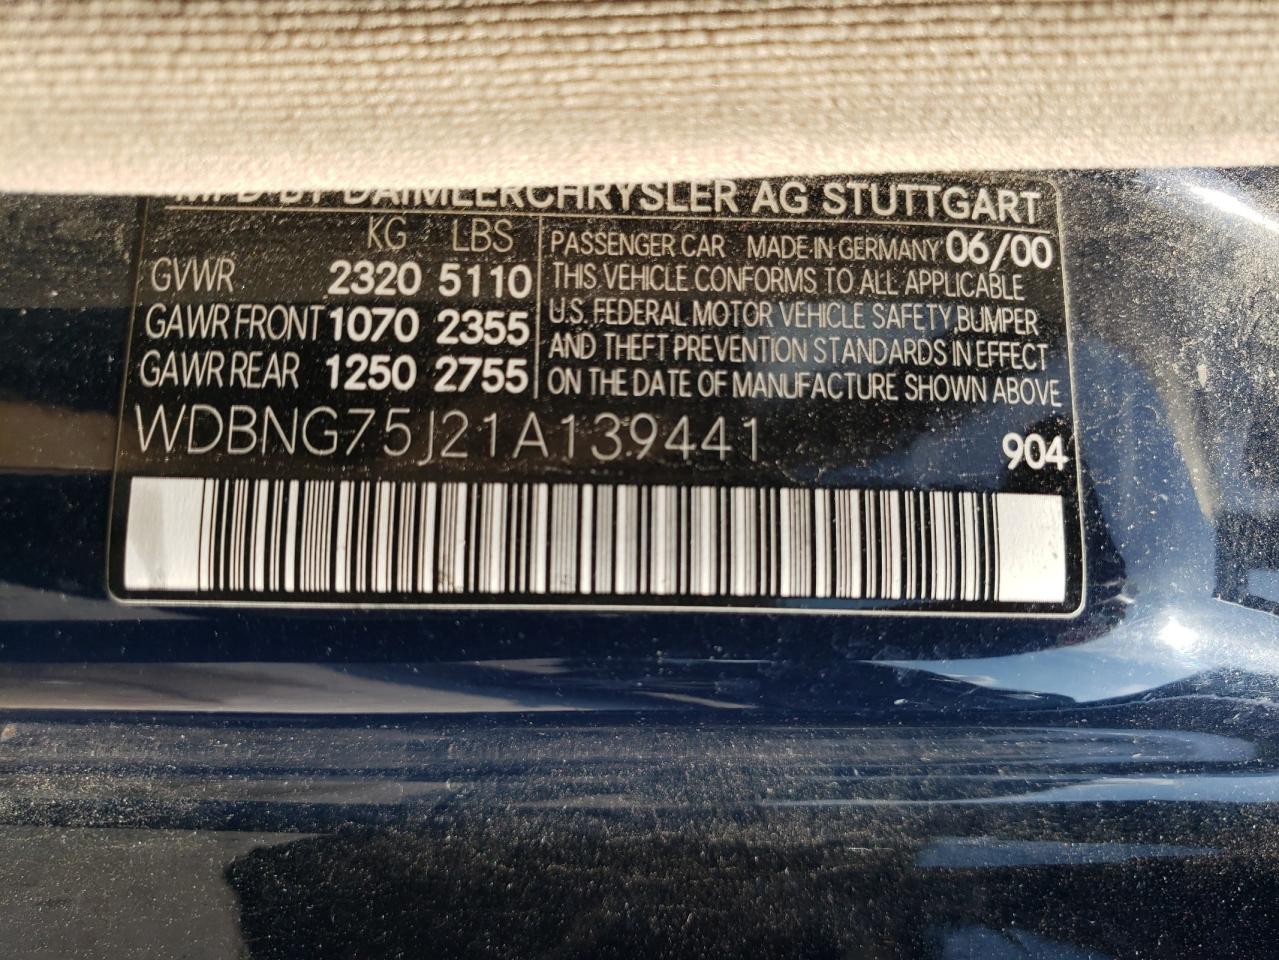 MFD BY DAIMLERCHRYSLER AG STUTTGART
KG LBS
GVWR 2320 5110
GAWR FRONT 1070 2355
GAWR REAR 1250 2755
PASSENGER CAR MADE IN GERMANY 06/00
THIS VEHICLE CONFORMS TO ALL APPLICABLE
U.S. FEDERAL MOTOR VEHICLE SAFETY, BUMPER
AND THEFT PREVENTION STANDARDS IN EFFECT
ON THE DATE OF MANUFACTURE SHOWN ABOVE
WDBNG75J21A139441
904